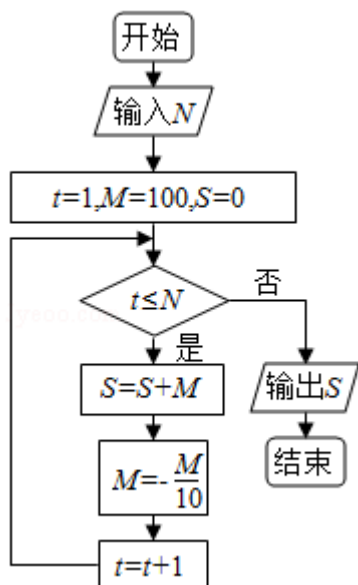 开始
输入N
t=1,M=100,S=0
t≤N
否
是
S=S+M
输出S
M=-M/10
结束
t=t+1